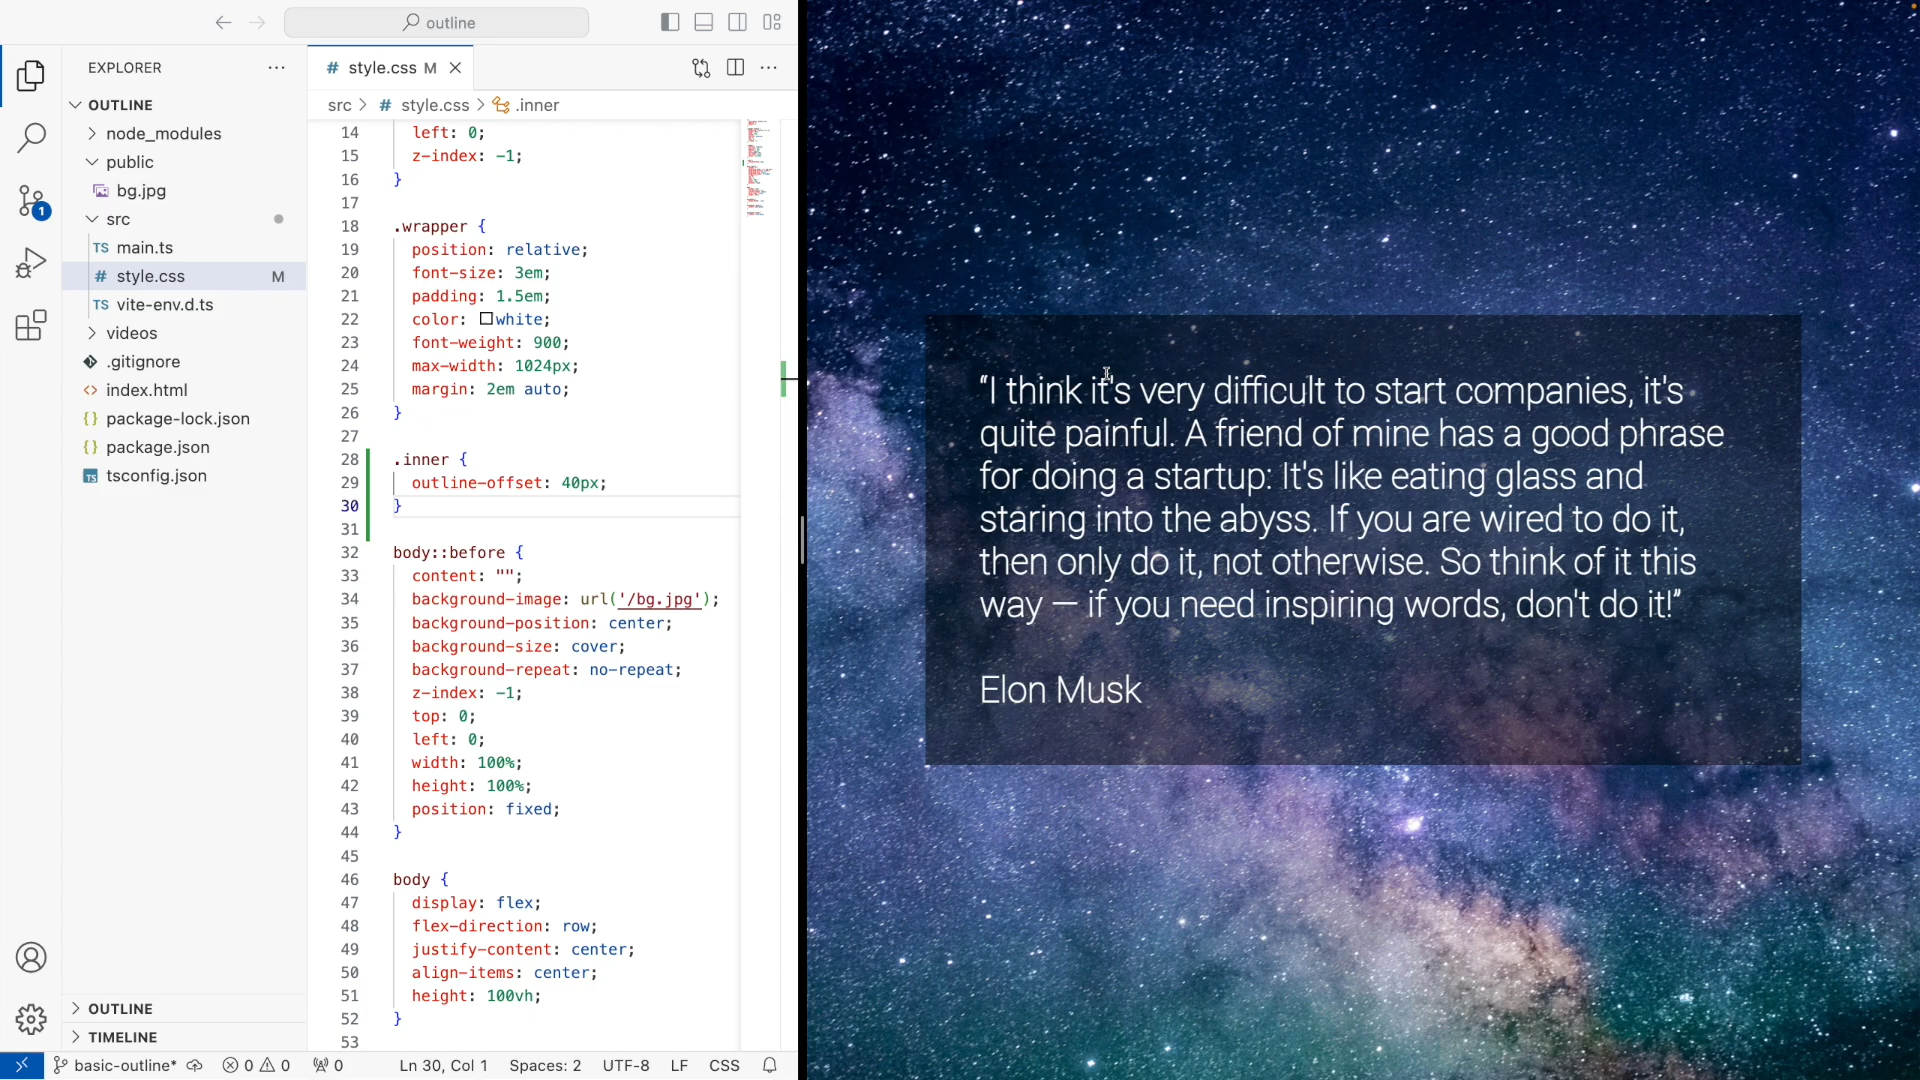 outline
EXPLORER
OUTLINE
node_modules
public
bg.jpg
src
TS main.ts
# style.css M
TS vite-env.d.ts
videos
.gitignore
<> index.html
{} package-lock.json
{} package.json
TS tsconfig.json
OUTLINE
TIMELINE
# style.css M
src > # style.css > .inner
14 left: 0;
15 z-index: -1;
16 }
17
18 .wrapper {
19 position: relative;
20 font-size: 3em;
21 padding: 1.5em;
22 color: white;
23 font-weight: 900;
24 max-width: 1024px;
25 margin: 2em auto;
26 }
27
28 .inner {
29 outline-offset: 40px;
30 }
31
32 body::before {
33 content: "";
34 background-image: url('/bg.jpg');
35 background-position: center;
36 background-size: cover;
37 background-repeat: no-repeat;
38 z-index: -1;
39 top: 0;
40 left: 0;
41 width: 100%;
42 height: 100%;
43 position: fixed;
44 }
45
46 body {
47 display: flex;
48 flex-direction: row;
49 justify-content: center;
50 align-items: center;
51 height: 100vh;
52 }
53
1
basic-outline* 0 0 0 Ln 30, Col 1 Spaces: 2 UTF-8 LF CSS
“I think it's very difficult to start companies, it's
quite painful. A friend of mine has a good phrase
for doing a startup: It's like eating glass and
staring into the abyss. If you are wired to do it,
then only do it, not otherwise. So think of it this
way — if you need inspiring words, don't do it!”
Elon Musk